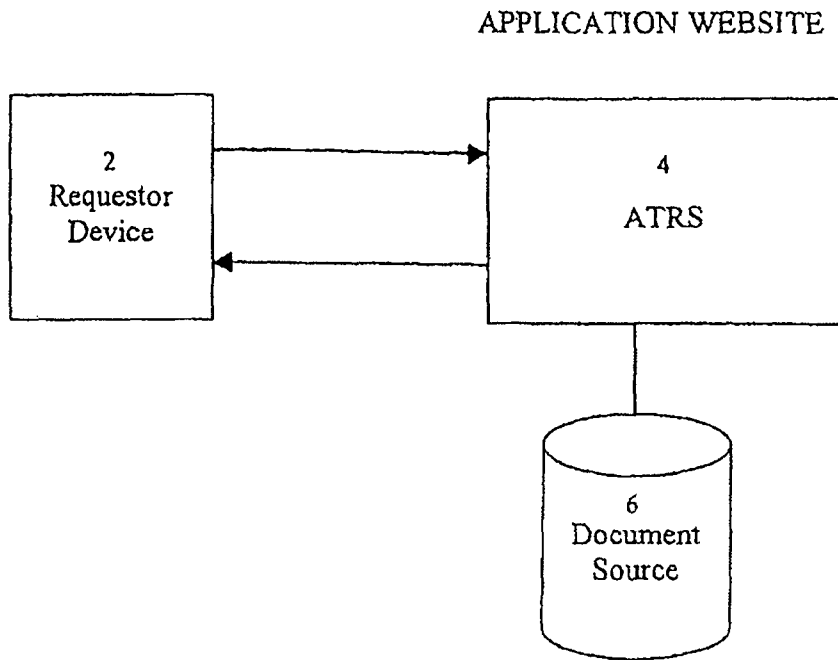 APPLICATION WEBSITE
2
Requestor
Device
4
ATRS
6
Document
Source